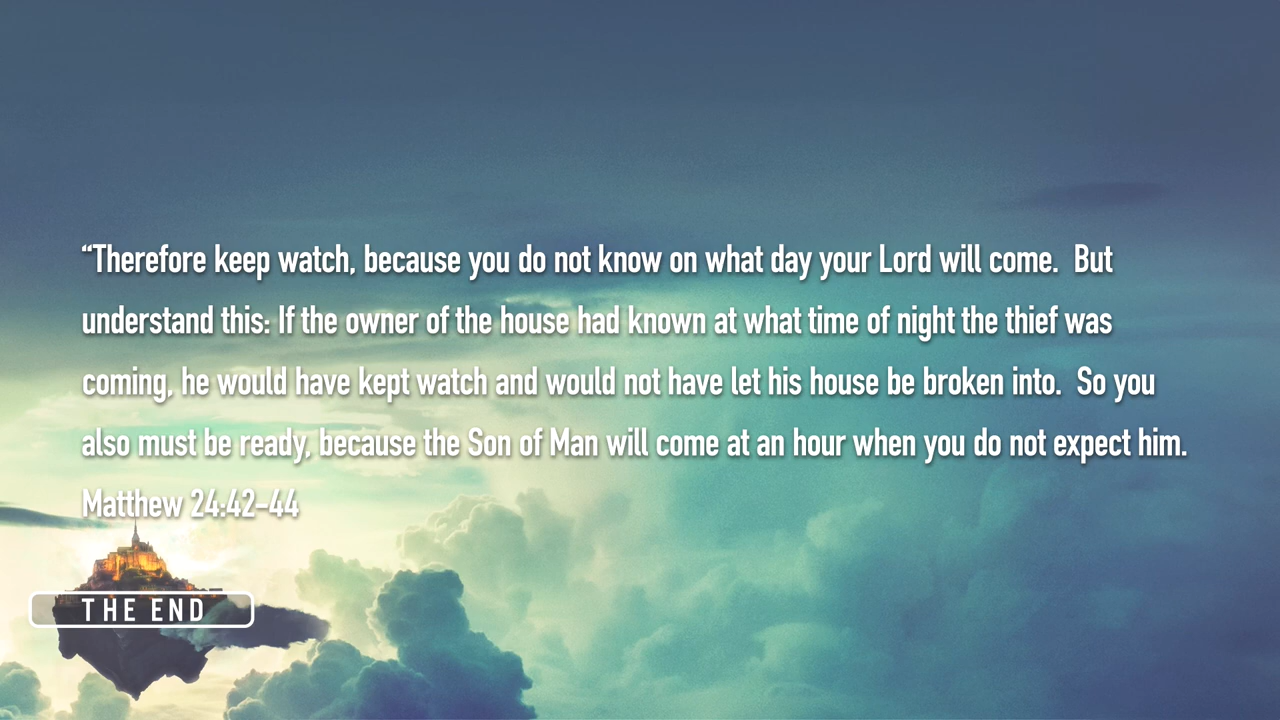 “Therefore keep watch, because you do not know on what day your Lord will come.  But
understand this: If the owner of the house had known at what time of night the thief was
coming, he would have kept watch and would not have let his house be broken into.  So you
also must be ready, because the Son of Man will come at an hour when you do not expect him.
Matthew 24:42-44
THE END